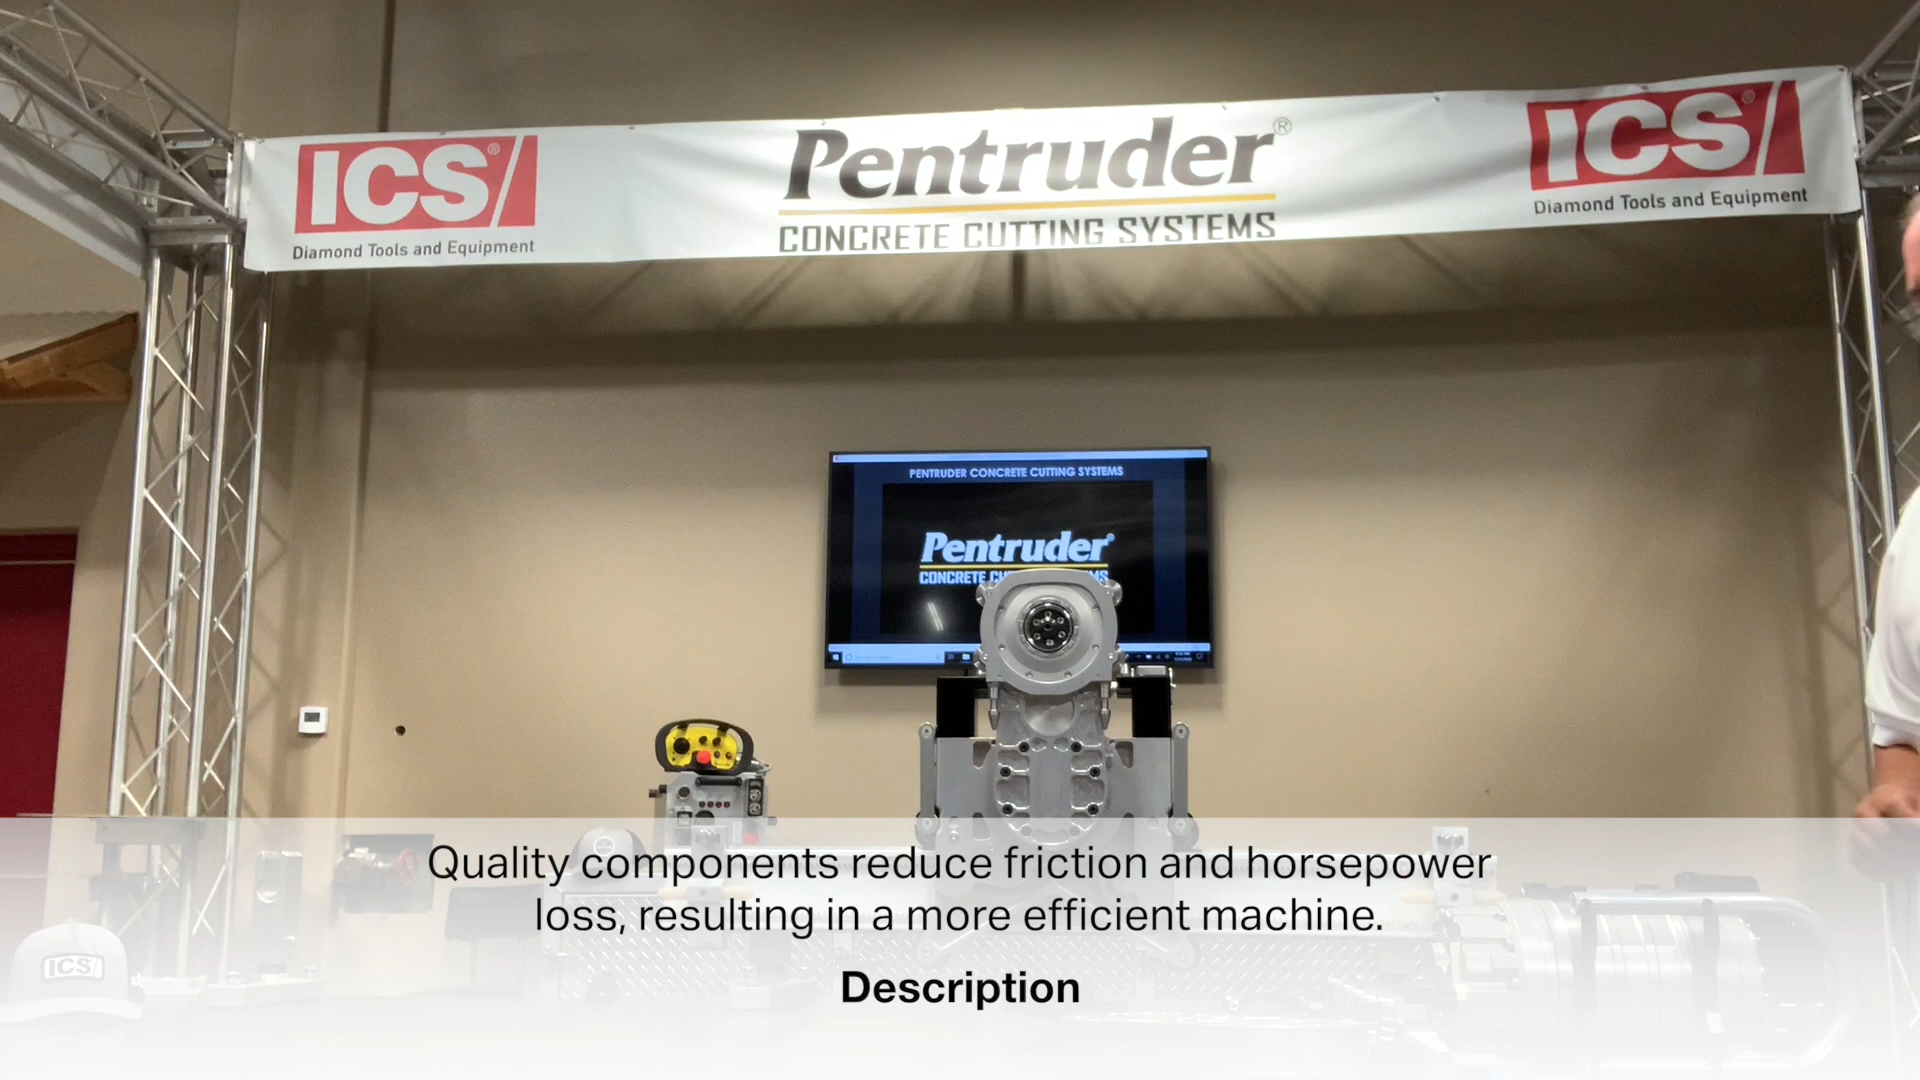 ICS®
Diamond Tools and Equipment
Pentruder®
CONCRETE CUTTING SYSTEMS
ICS®
Diamond Tools and Equipment
PENTRUDER CONCRETE CUTTING SYSTEMS
Pentruder®
CONCRETE
Quality components reduce friction and horsepower
loss, resulting in a more efficient machine.
Description
ICS